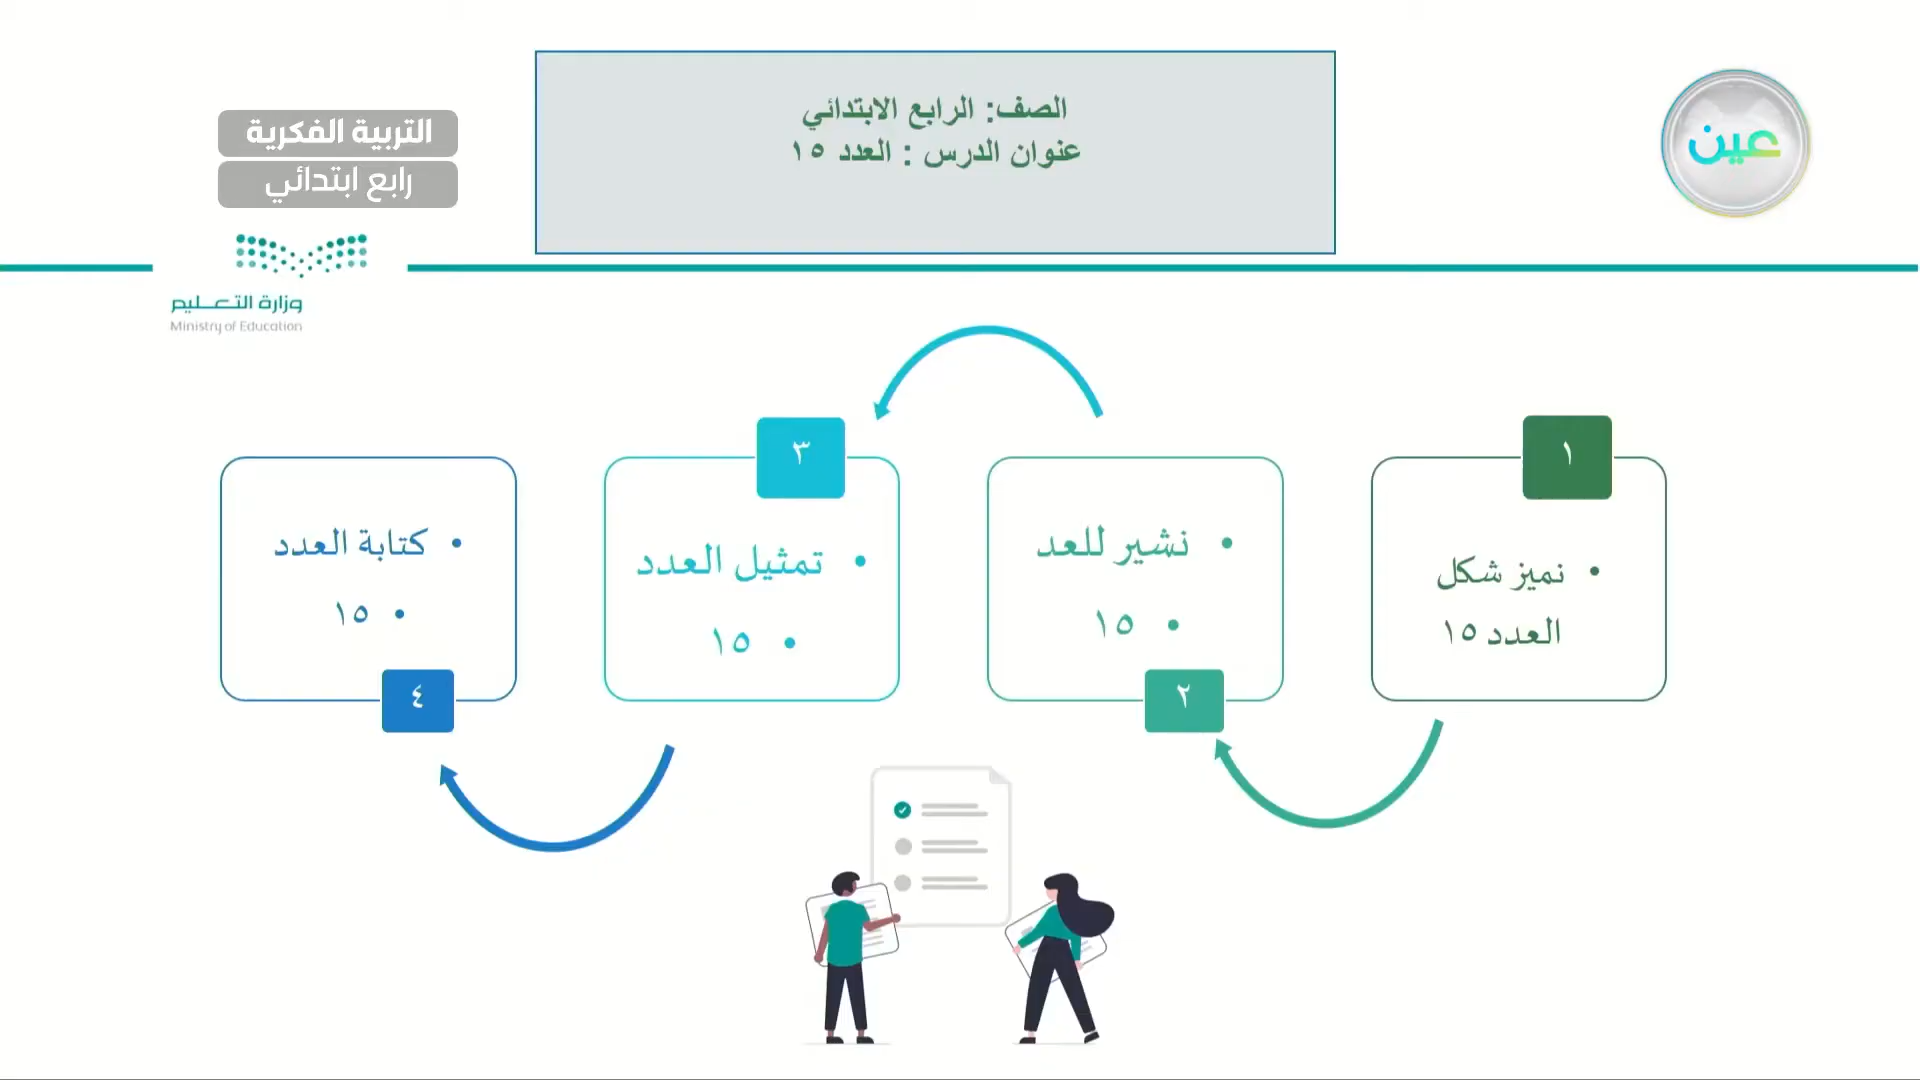 الصف: الرابع الابتدائي
عنوان الدرس : العدد ١٥
عين
التربية الفكرية
رابع ابتدائي
وزارة التعليم
Ministry of Education
١
• نميز شكل
العدد ١٥
• نشير للعد
• ١٥
٢
٣
• تمثيل العدد
• ١٥
• كتابة العدد
• ١٥
٤